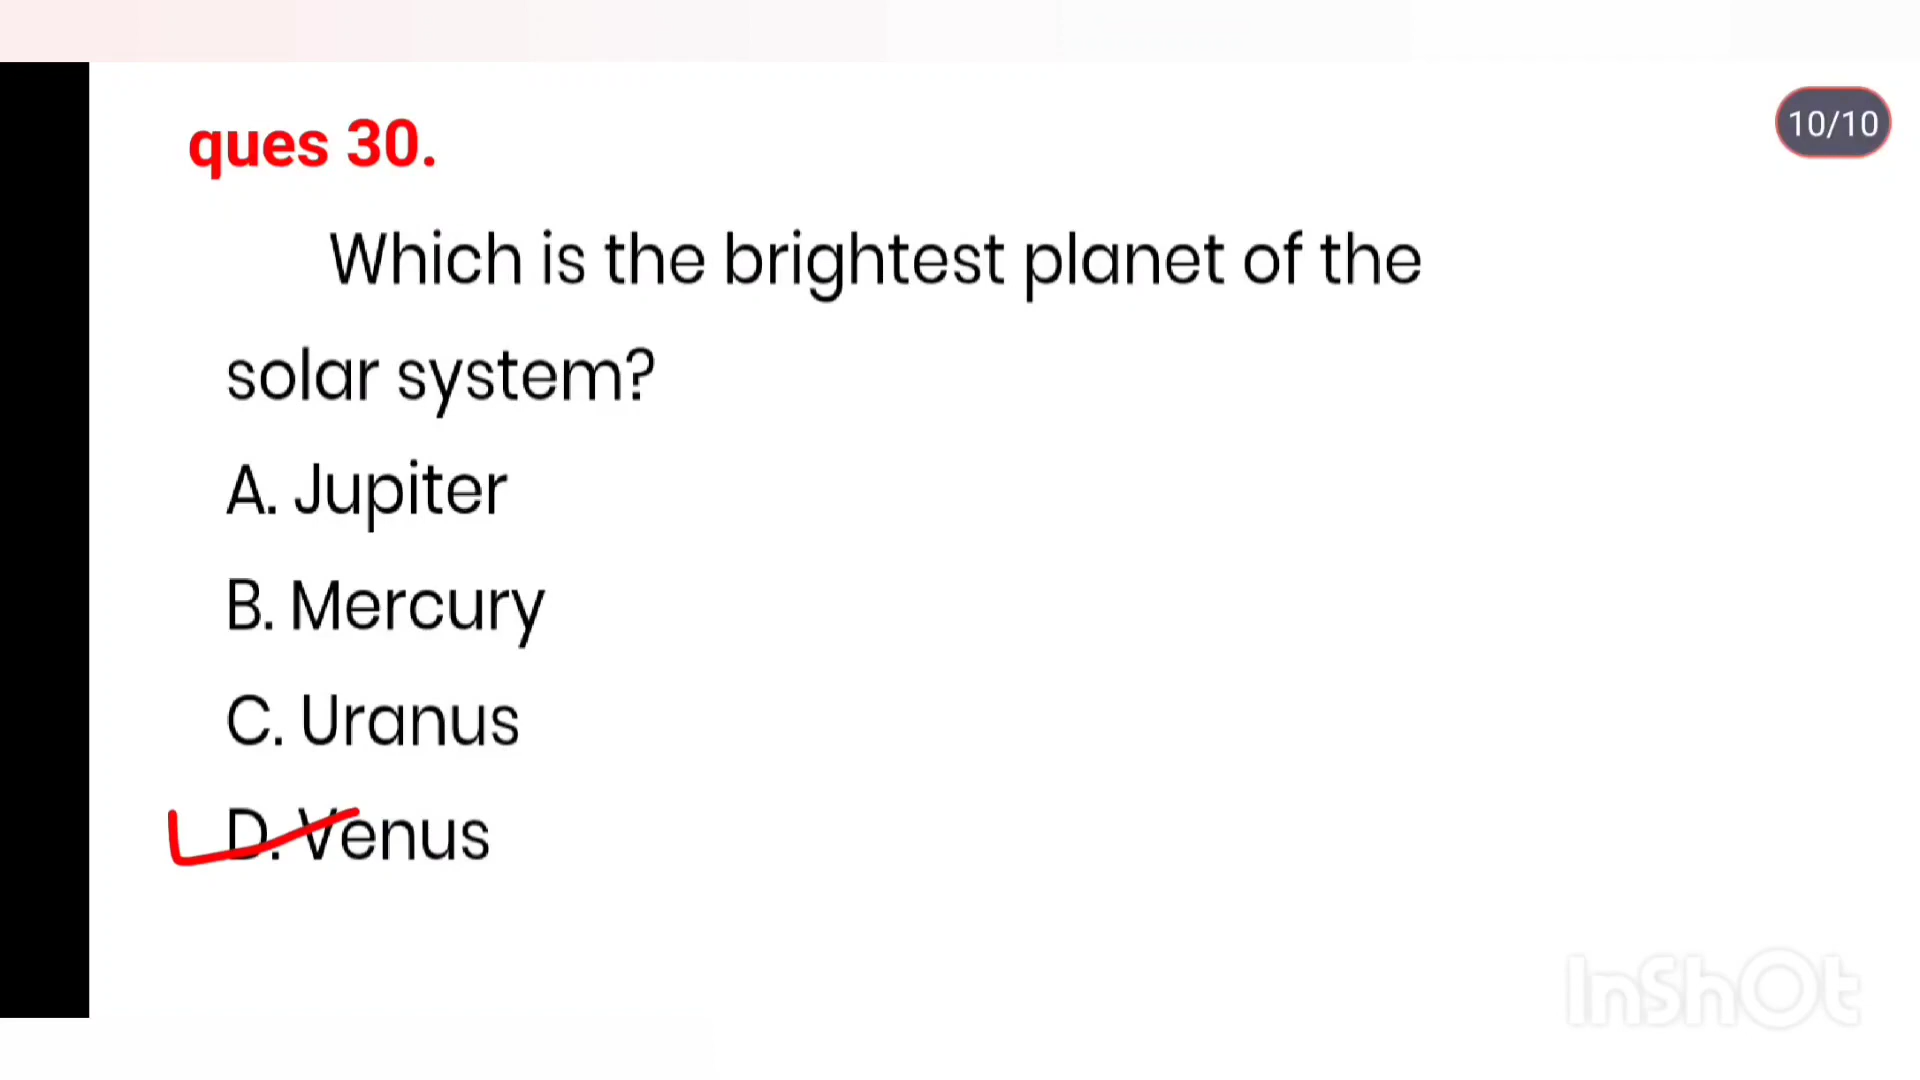 ques 30.
10/10
Which is the brightest planet of the
solar system?
A. Jupiter
B. Mercury
C. Uranus
D. Venus
InShOt